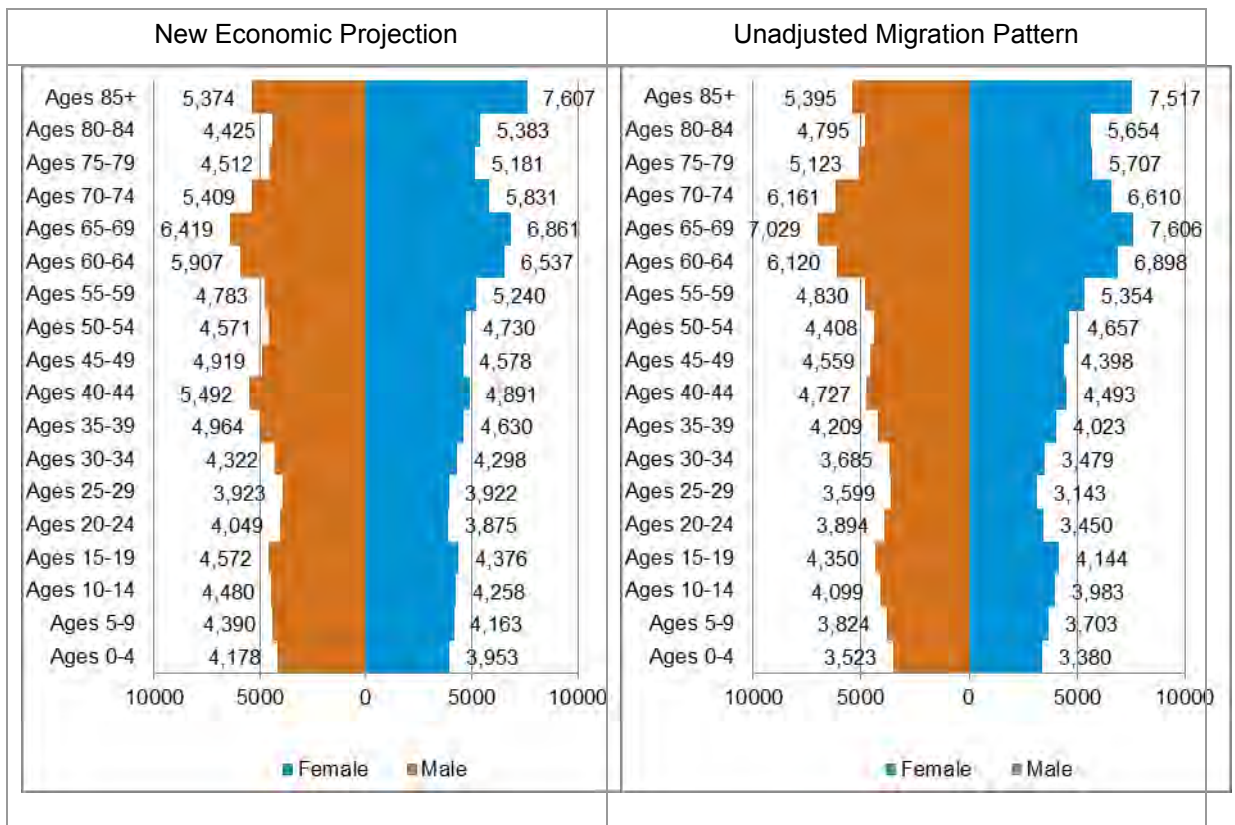 New Economic Projection
Ages 85+ 5,374 7,607
Ages 80-84 4,425 5,383
Ages 75-79 4,512 5,181
Ages 70-74 5,409 5,831
Ages 65-69 6,419 6,861
Ages 60-64 5,907 6,537
Ages 55-59 4,783 5,240
Ages 50-54 4,571 4,730
Ages 45-49 4,919 4,578
Ages 40-44 5,492 4,891
Ages 35-39 4,964 4,630
Ages 30-34 4,322 4,298
Ages 25-29 3,923 3,922
Ages 20-24 4,049 3,875
Ages 15-19 4,572 4,376
Ages 10-14 4,480 4,258
Ages 5-9 4,390 4,163
Ages 0-4 4,178 3,953
10000 5000 0 5000 10000
Female Male
Unadjusted Migration Pattern
Ages 85+ 5,395 7,517
Ages 80-84 4,795 5,654
Ages 75-79 5,123 5,707
Ages 70-74 6,161 6,610
Ages 65-69 7,029 7,606
Ages 60-64 6,120 6,898
Ages 55-59 4,830 5,354
Ages 50-54 4,408 4,657
Ages 45-49 4,559 4,398
Ages 40-44 4,727 4,493
Ages 35-39 4,209 4,023
Ages 30-34 3,685 3,479
Ages 25-29 3,599 3,143
Ages 20-24 3,894 3,450
Ages 15-19 4,350 4,144
Ages 10-14 4,099 3,983
Ages 5-9 3,824 3,703
Ages 0-4 3,523 3,380
10000 5000 0 5000 10000
Female Male